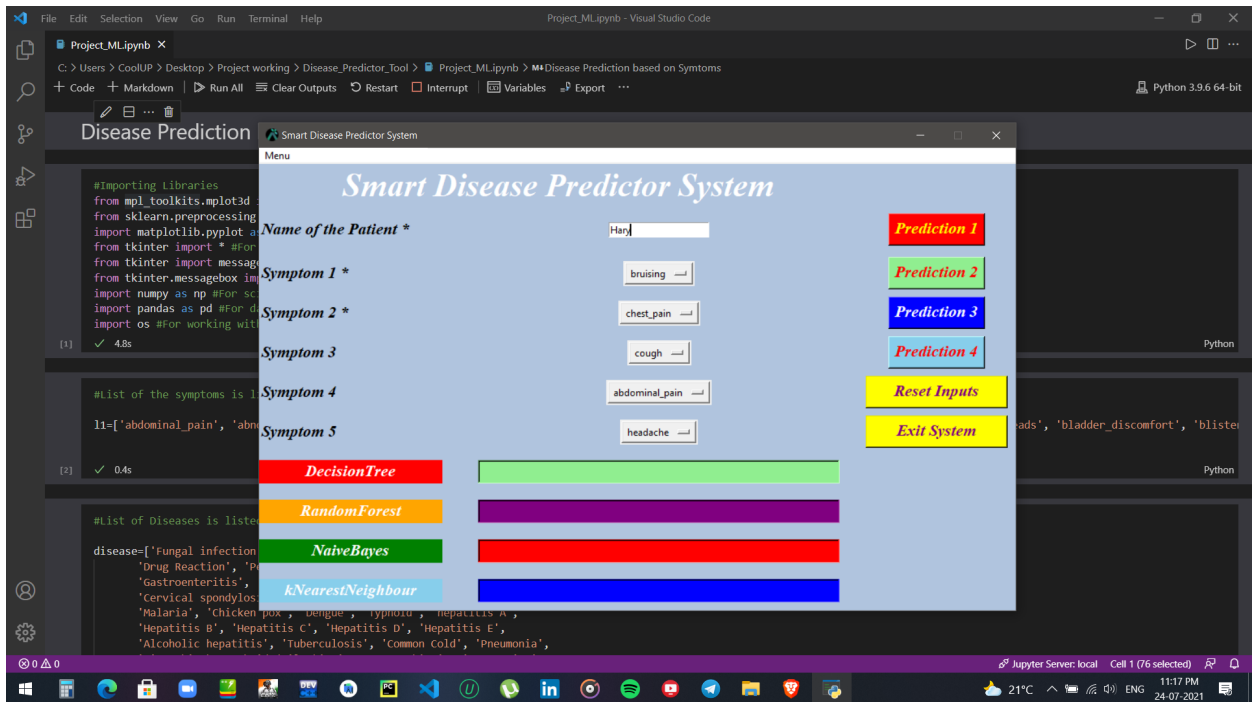 File Edit Selection View Go Run Terminal Help Project_ML.ipynb - Visual Studio Code
Project_ML.ipynb
C: > Users > CoolUP > Desktop > Project working > Disease_Predictor_Tool > Project_ML.ipynb > M↓Disease Prediction based on Symtoms
+ Code + Markdown Run All Clear Outputs Restart Interrupt Variables Export ··· Python 3.9.6 64-bit
Disease Prediction
Smart Disease Predictor System
Menu
Smart Disease Predictor System
#Importing Libraries
from mpl_toolkits.mplot3d
from sklearn.preprocessing
import matplotlib.pyplot
from tkinter import * #For
from tkinter import
from tkinter.messagebox
import numpy as np #For
import pandas as pd #For
import os #For working
[1] 4.8s Python
Name of the Patient * Hary Prediction 1
Symptom 1 * bruising Prediction 2
Symptom 2 * chest_pain Prediction 3
Symptom 3 cough Prediction 4
Symptom 4 abdominal_pain Reset Inputs
Symptom 5 headache Exit System
DecisionTree
RandomForest
NaiveBayes
kNearestNeighbour
#List of the symptoms is
l1=['abdominal_pain', 'bladder_discomfort',
[2] 0.4s Python
#List of Diseases is
disease=['Fungal infection
'Drug Reaction',
'Gastroenteritis',
'Cervical
'Malaria', 'Chicken pox', 'Dengue', 'Typhoid', 'hepatitis A',
'Hepatitis B', 'Hepatitis C', 'Hepatitis D', 'Hepatitis E',
'Alcoholic hepatitis', 'Tuberculosis', 'Common Cold', 'Pneumonia',
0 0 Jupyter Server: local Cell 1 (76 selected)
21°C ENG 11:17 PM
24-07-2021